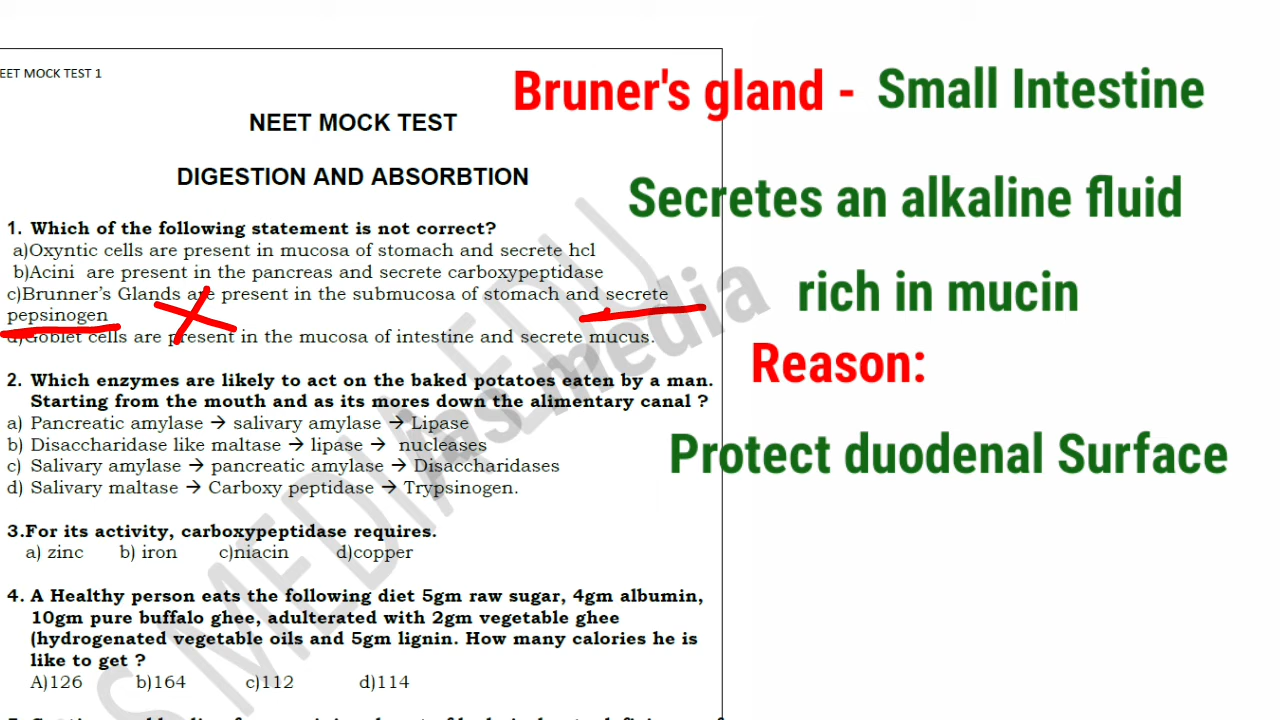 EET MOCK TEST 1
Bruner's gland - Small Intestine
NEET MOCK TEST
DIGESTION AND ABSORBTION
Secretes an alkaline fluid
rich in mucin
Reason:
Protect duodenal Surface
1. Which of the following statement is not correct?
a)Oxyntic cells are present in mucosa of stomach and secrete hcl
b)Acini are present in the pancreas and secrete carboxypeptidase
c)Brunner's Glands are present in the submucosa of stomach and secrete
pepsinogen
d)Goblet cells are present in the mucosa of intestine and secrete mucus.
2. Which enzymes are likely to act on the baked potatoes eaten by a man.
Starting from the mouth and as its mores down the alimentary canal ?
a) Pancreatic amylase → salivary amylase → Lipase
b) Disaccharidase like maltase → lipase → nucleases
c) Salivary amylase → pancreatic amylase → Disaccharidases
d) Salivary maltase → Carboxy peptidase → Trypsinogen.
3.For its activity, carboxypeptidase requires.
a) zinc b) iron c)niacin d)copper
4. A Healthy person eats the following diet 5gm raw sugar, 4gm albumin,
10gm pure buffalo ghee, adulterated with 2gm vegetable ghee
(hydrogenated vegetable oils and 5gm lignin. How many calories he is
like to get ?
A)126 b)164 c)112 d)114
S MEDIA EDU
Jas media